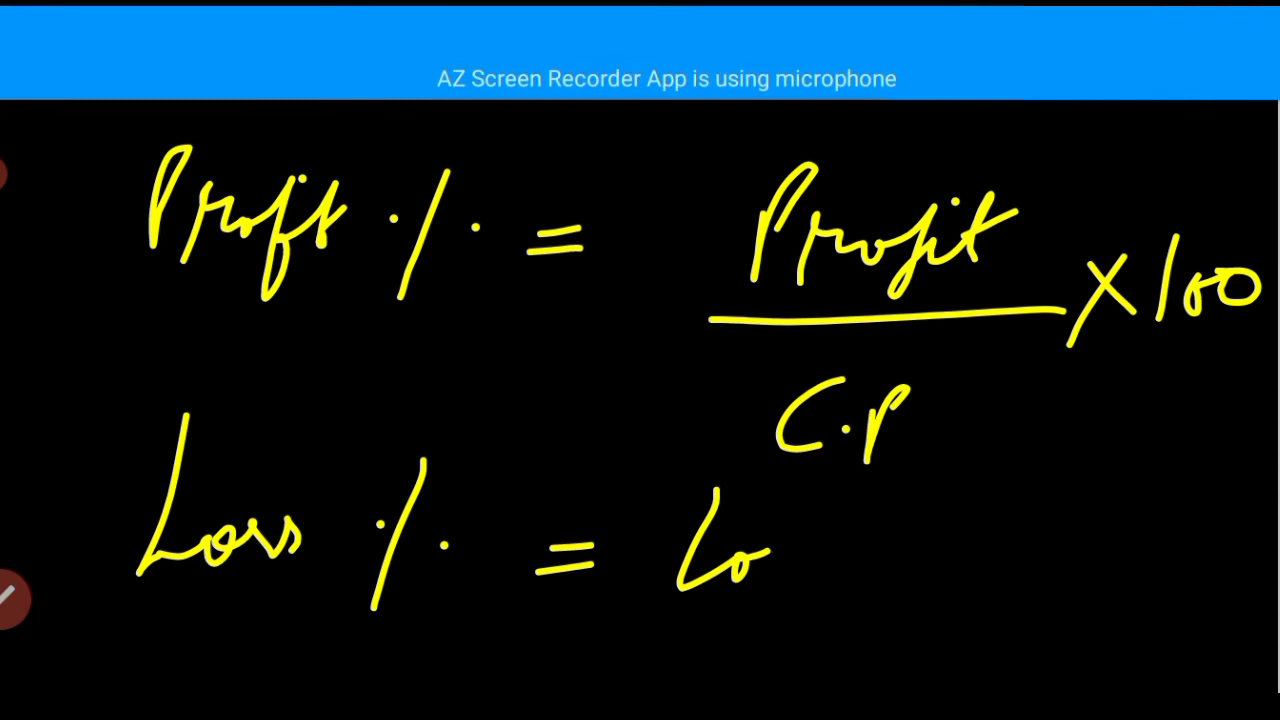 AZ Screen Recorder App is using microphone
Profit % = Profit × 100
C.P
Loss % = Lo